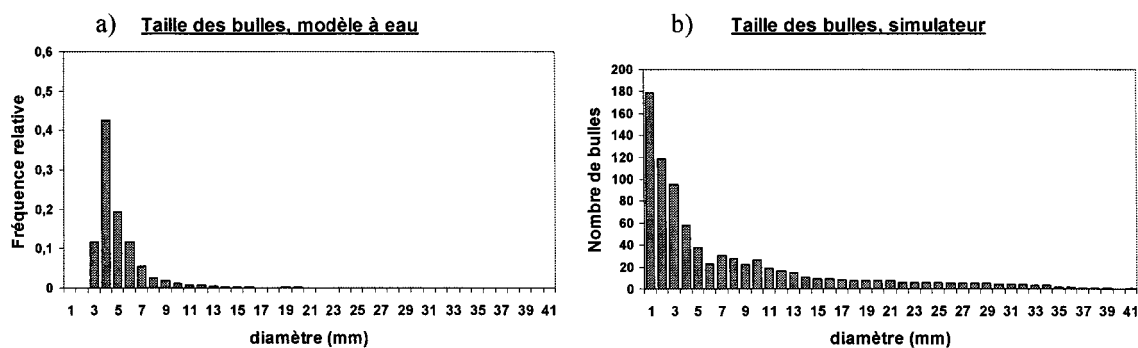 a) Taille des bulles, modèle à eau
Fréquence relative
0,6
0,5
0,4
0,3
0,2
0,1
0
1 3 5 7 9 11 13 15 17 19 21 23 25 27 29 31 33 35 37 39 41
diamètre (mm)
b) Taille des bulles, simulateur
Nombre de bulles
200
180
160
140
120
100
80
60
40
20
0
1 3 5 7 9 11 13 15 17 19 21 23 25 27 29 31 33 35 37 39 41
diamètre (mm)